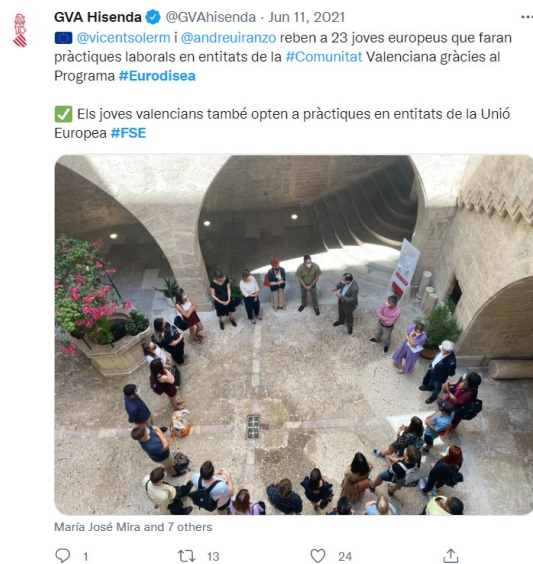 GVA Hisenda @GVAhisenda · Jun 11, 2021
@vicentsolerm i @andreuiranzo reben a 23 joves europeus que faran
pràctiques laborals en entitats de la #Comunitat Valenciana gràcies al
Programa #Eurodisea
Els joves valencians també opten a pràctiques en entitats de la Unió
Europea #FSE
María José Mira and 7 others
1 13 24